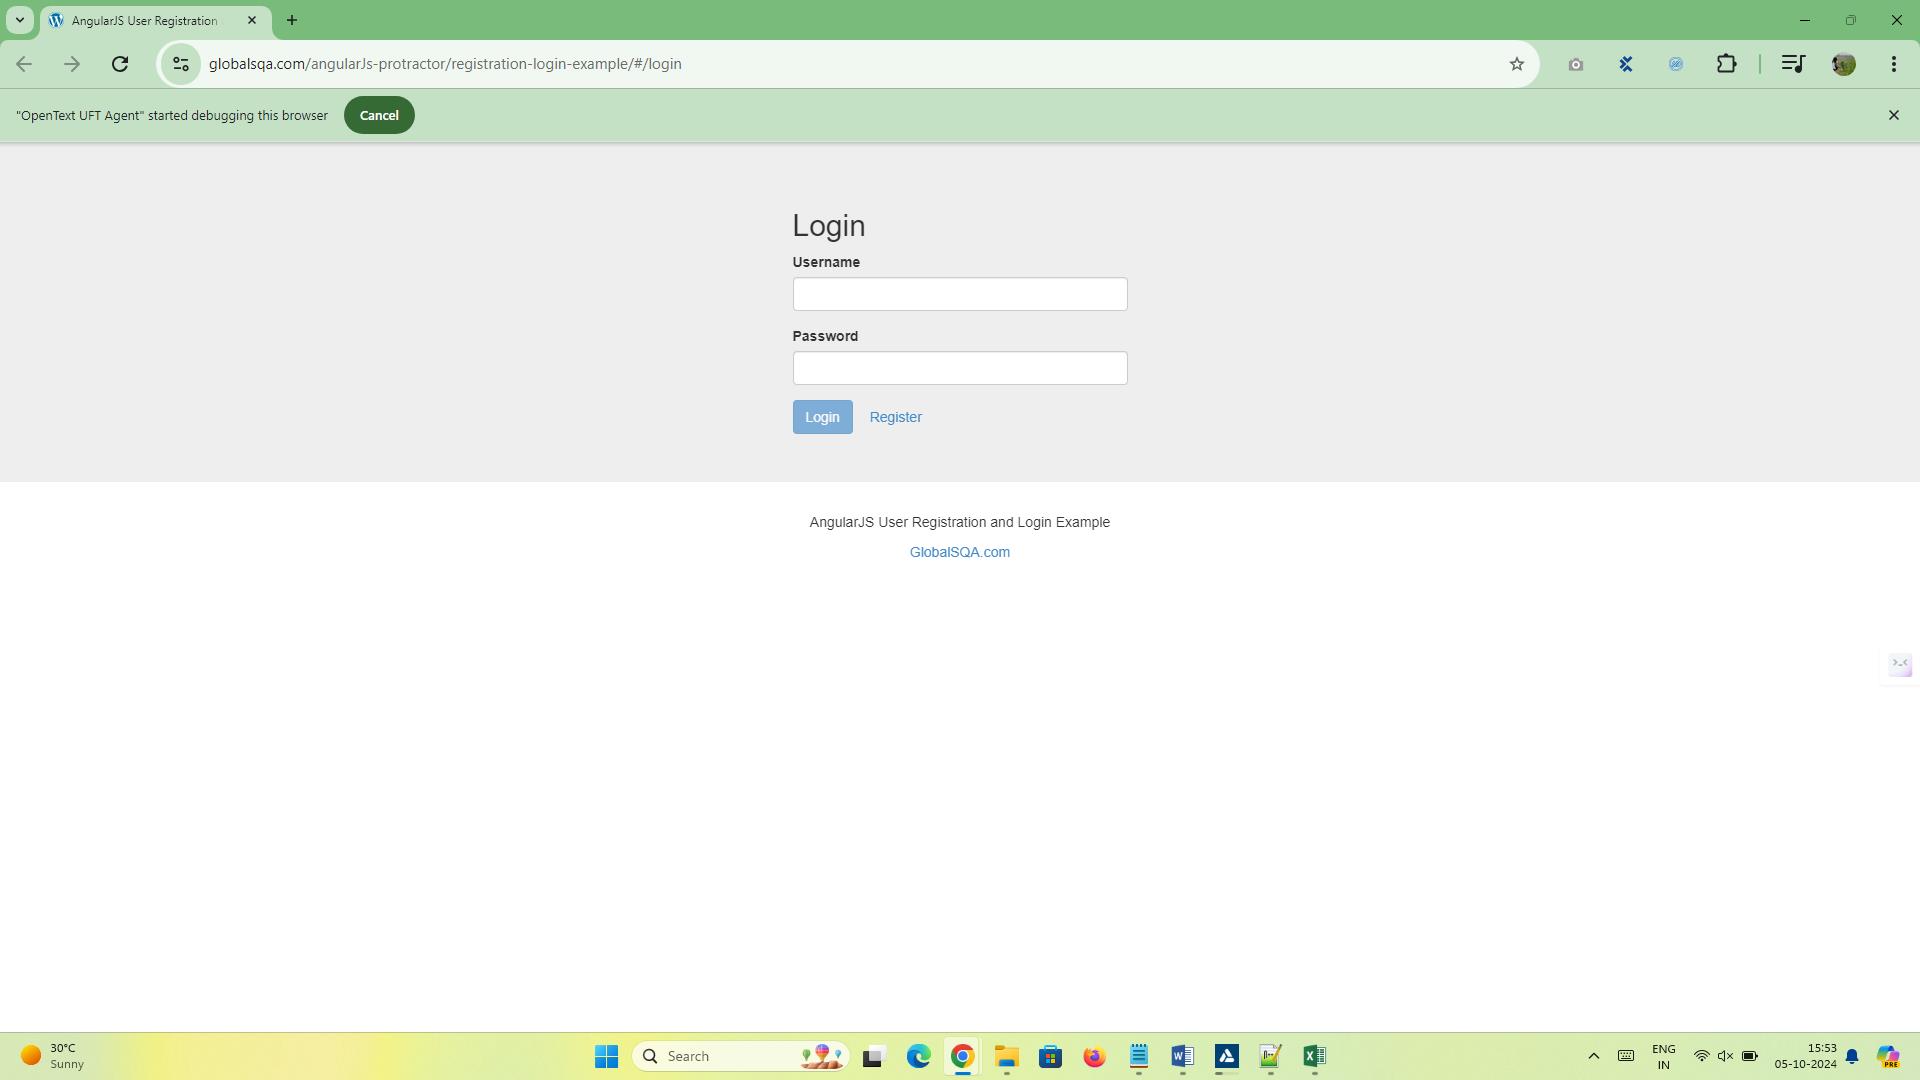 AngularJS User Registration
globalsqa.com/angularJs-protractor/registration-login-example/#/login
"OpenText UFT Agent" started debugging this browser
Cancel
Login
Username
Password
Login Register
AngularJS User Registration and Login Example
GlobalSQA.com
30°C
Sunny
Search
ENG
IN
15:53
05-10-2024
PRE